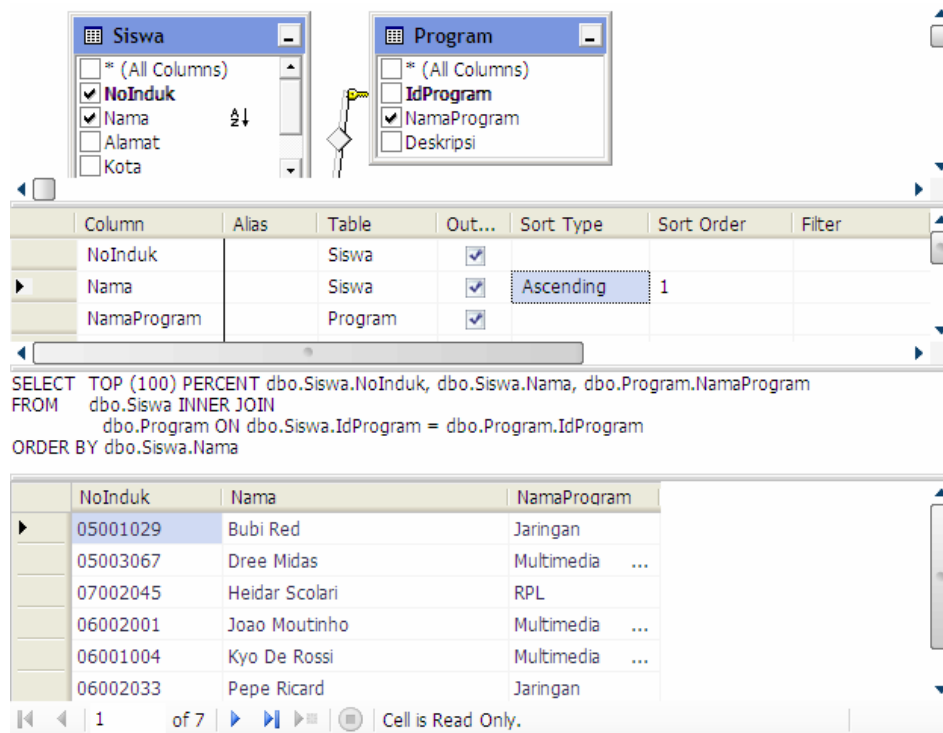 Siswa
* (All Columns)
NoInduk
Nama
Alamat
Kota
Program
* (All Columns)
IdProgram
NamaProgram
Deskripsi
Column Alias Table Out... Sort Type Sort Order Filter
NoInduk Siswa
Nama Siswa Ascending 1
NamaProgram Program
SELECT TOP (100) PERCENT dbo.Siswa.NoInduk, dbo.Siswa.Nama, dbo.Program.NamaProgram
FROM dbo.Siswa INNER JOIN
dbo.Program ON dbo.Siswa.IdProgram = dbo.Program.IdProgram
ORDER BY dbo.Siswa.Nama
NoInduk Nama NamaProgram
05001029 Bubi Red Jaringan
05003067 Dree Midas Multimedia ...
07002045 Heidar Scolari RPL
06002001 Joao Moutinho Multimedia ...
06001004 Kyo De Rossi Multimedia ...
06002033 Pepe Ricard Jaringan
1 of 7 Cell is Read Only.